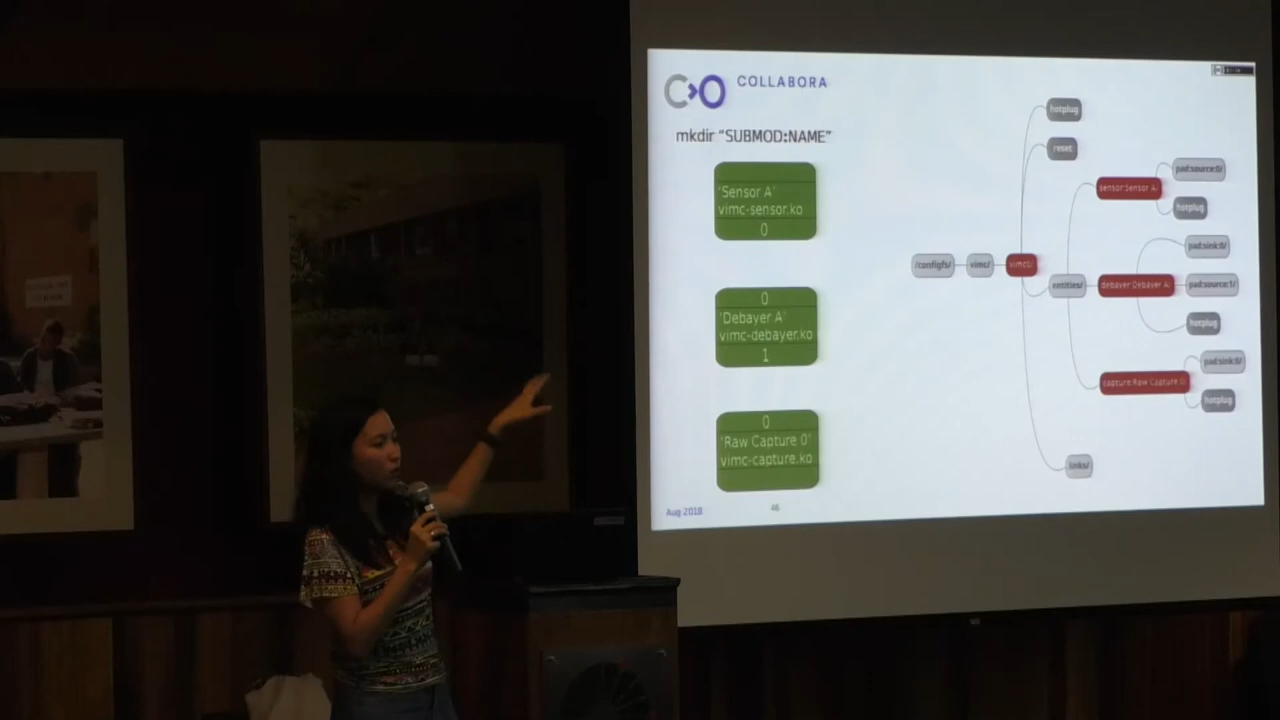 COLLABORA
mkdir "SUBMOD:NAME"
'Sensor A'
vimc-sensor.ko
0
0
'Debayer A'
vimc-debayer.ko
1
0
'Raw Capture 0'
vimc-capture.ko
Aug 2018
46
hotplug
reset
sensor:Sensor A/
pad:source:0/
hotplug
/configfs/
vimc/
entities/
debayer:Debayer A/
pad:sink:0/
pad:source:1/
hotplug
capture:Raw Capture 0/
pad:sink:0/
hotplug
links/